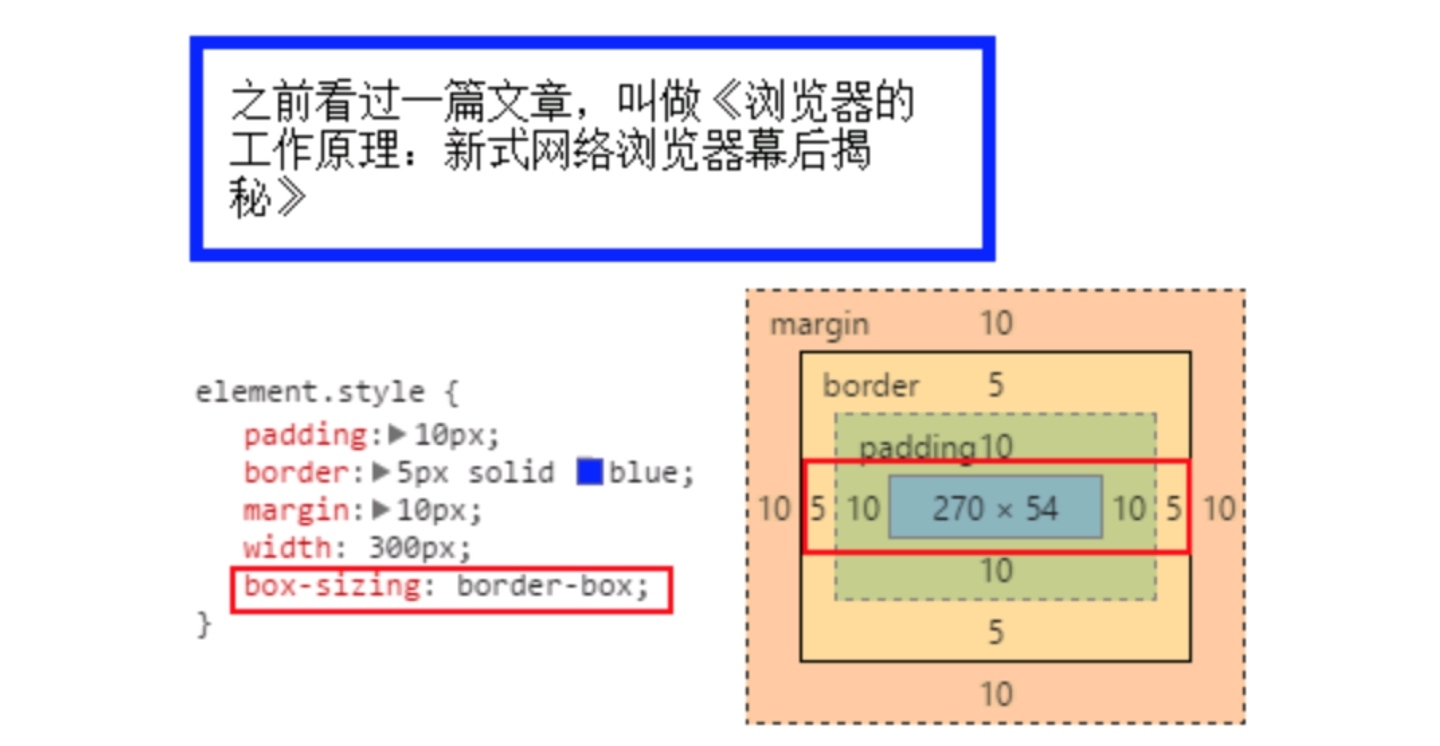 之前看过一篇文章，叫做《浏览器的
工作原理：新式网络浏览器幕后揭
秘》
element.style {
padding:▶10px;
border:▶5px solid blue;
margin:▶10px;
width: 300px;
box-sizing: border-box;
}
margin 10
border 5
padding10
10 5 10 270 × 54 10 5 10
10
5
10